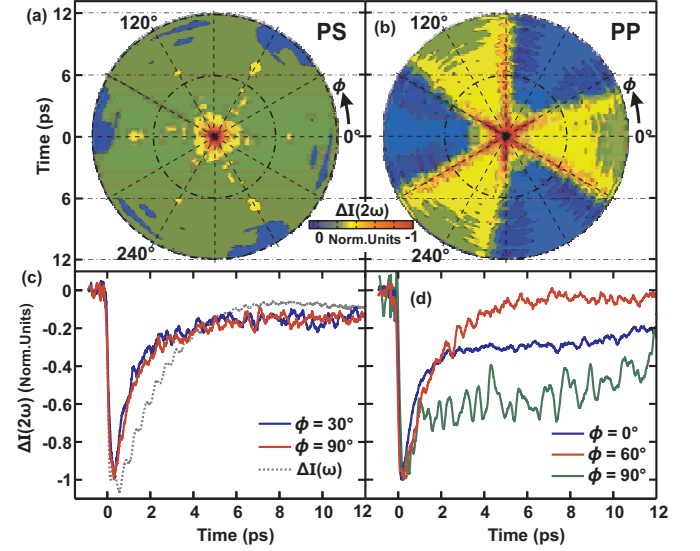 (a) 120° PS
(b) 120° PP
12
6
0
6
12
Time (ps)
ϕ
0°
ϕ
0°
240°
240°
ΔI(2ω)
0 Norm.Units -1
(c)
(d)
0
-0.2
-0.4
-0.6
-0.8
-1
ΔI(2ω) (Norm.Units)
ϕ = 30°
ϕ = 90°
ΔI(ω)
ϕ = 0°
ϕ = 60°
ϕ = 90°
0 2 4 6 8 10 12
0 2 4 6 8 10 12
Time (ps)
Time (ps)